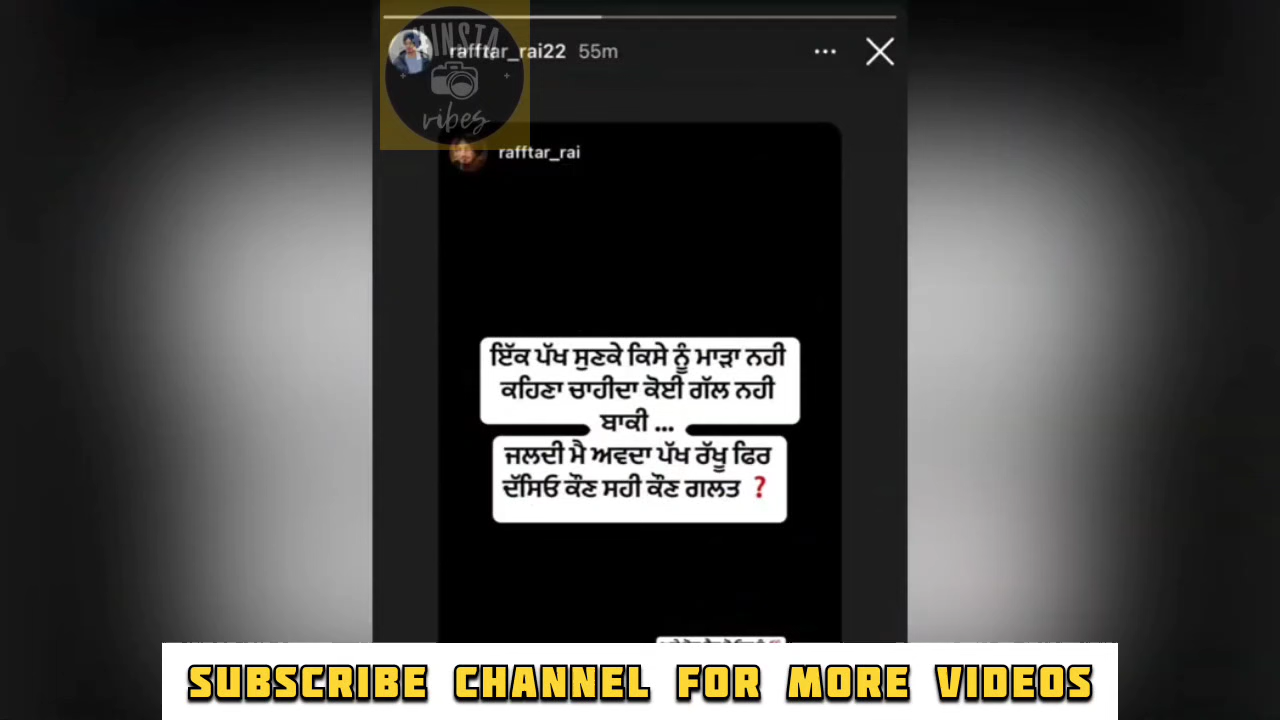 INSTA
vibes
rafftar_rai22 55m
rafftar_rai
ਇੱਕ ਪੱਖ ਸੁਣਕੇ ਕਿਸੇ ਨੂੰ ਮਾੜਾ ਨਹੀ
ਕਹਿਣਾ ਚਾਹੀਦਾ ਕੋਈ ਗੱਲ ਨਹੀ
ਬਾਕੀ ...
ਜਲਦੀ ਮੈ ਅਵਦਾ ਪੱਖ ਰੱਖੂ ਫਿਰ
ਦੱਸਿਓ ਕੌਣ ਸਹੀ ਕੌਣ ਗਲਤ ❓
SUBSCRIBE CHANNEL FOR MORE VIDEOS